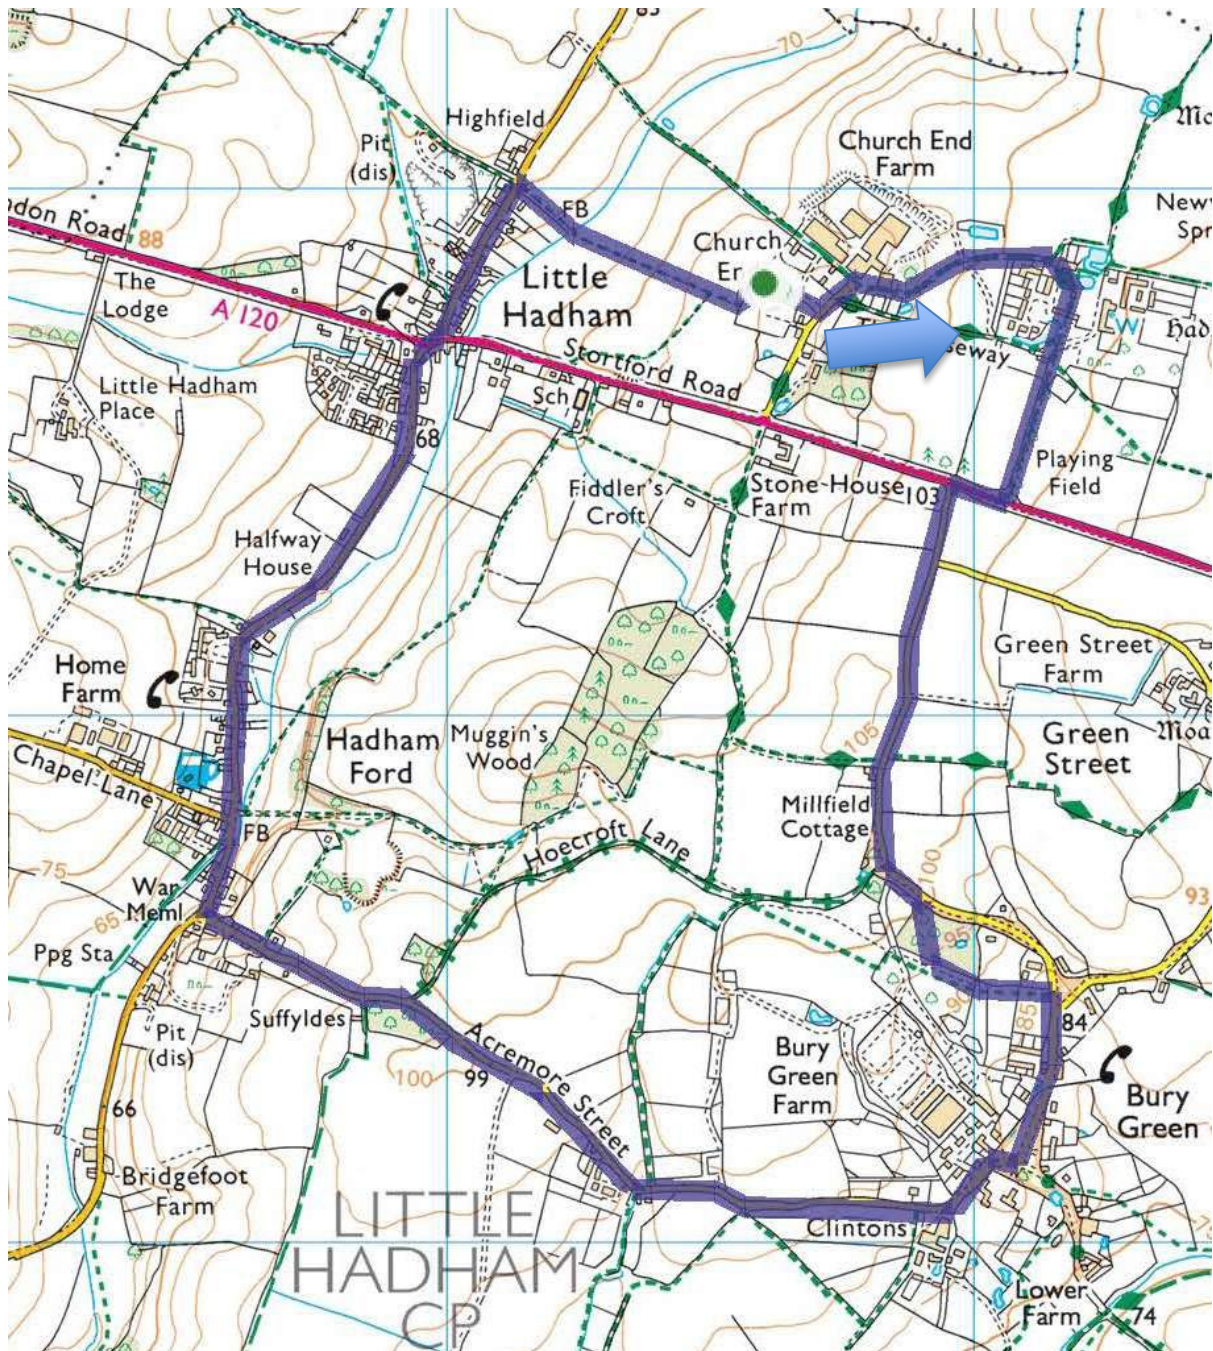 85
70
Highfield
Pit
(dis)
Church End
Farm
FB
ndon Road
88
Church
The
Lodge
A 120
Little
Hadham
Stortford Road
W
Little Hadham
Place
Sch
68
Fiddler's
Croft
Stone-House
Farm
103
Playing
Field
Halfway
House
Home
Farm
Green Street
Farm
Chapel Lane
Hadham
Ford
Muggin's
Wood
105
Green
Street
Millfield
Cottage
FB
Hoecroft Lane
100
75
War
Meml
65
93
95
Ppg Sta
90
Pit
(dis)
Suffyldes
Acremore Street
100
99
85
84
Bury
Green
Farm
Bury
Green
66
Bridgefoot
Farm
LITTLE
HADHAM
CP
Clintons
Lower
Farm
74